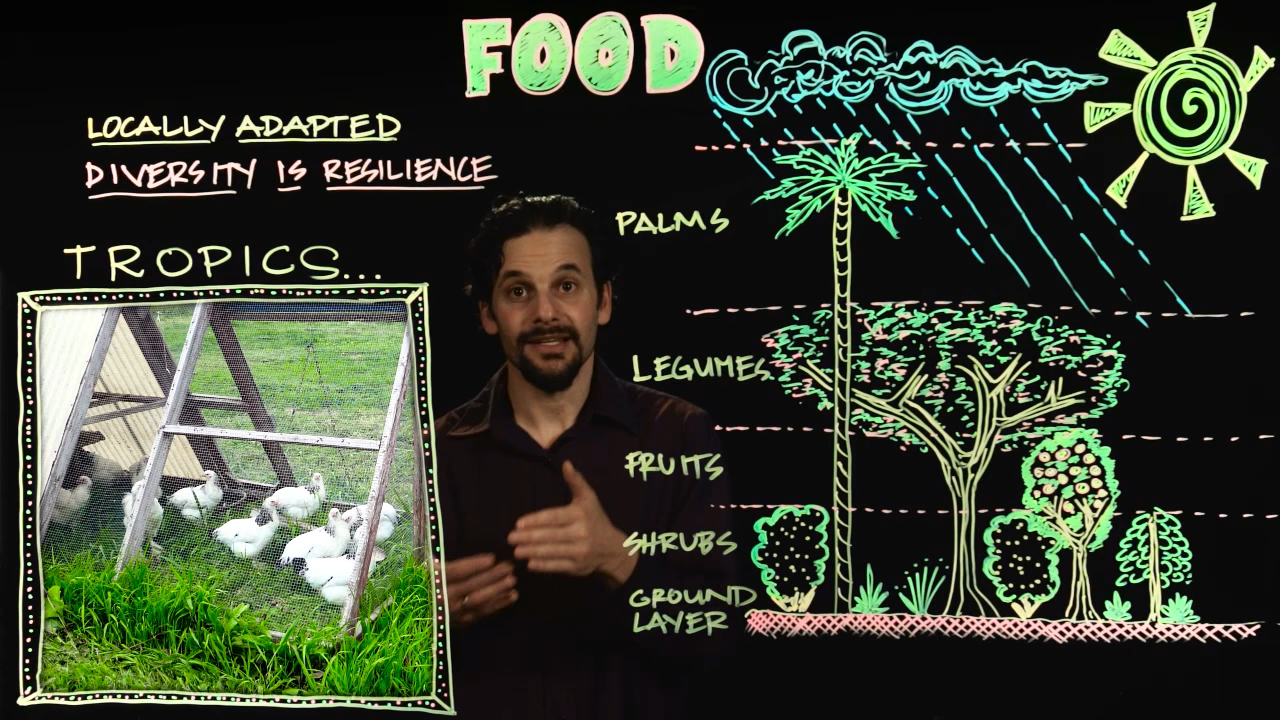 FOOD
LOCALLY ADAPTED
DIVERSITY IS RESILIENCE
TROPICS...
PALMS
LEGUMES
FRUITS
SHRUBS
GROUND
LAYER